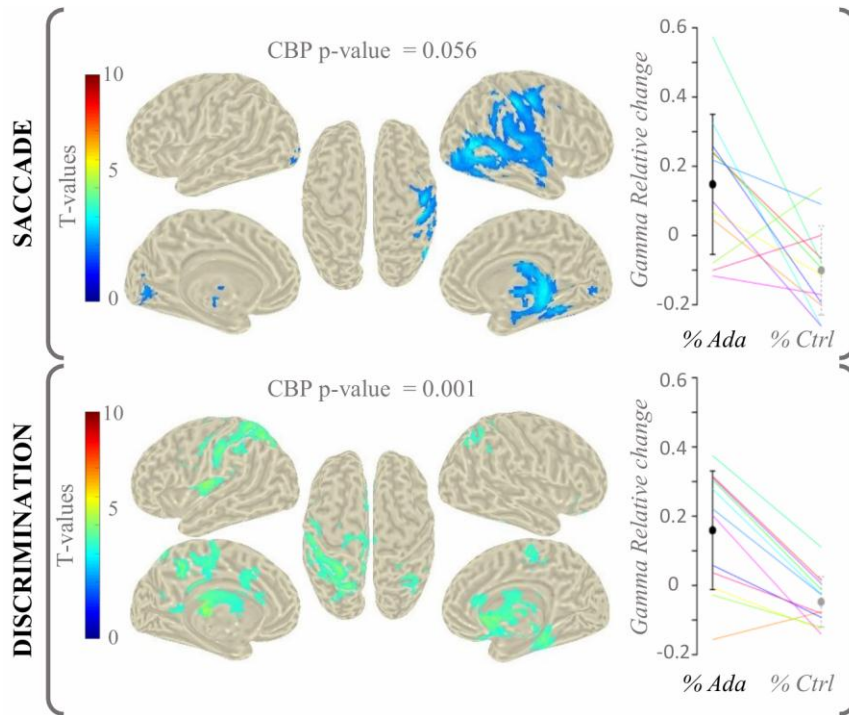 SACCADE
CBP p-value = 0.056
T-values
10
5
0
Gamma Relative change
0.6
0.4
0.2
0
-0.2
% Ada
% Ctrl
DISCRIMINATION
CBP p-value = 0.001
T-values
10
5
0
Gamma Relative change
0.6
0.4
0.2
0
-0.2
% Ada
% Ctrl